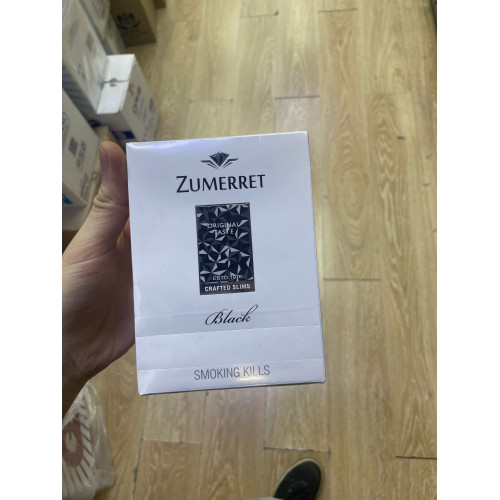 ZUMERRET
ORIGINAL
TASTE
CRAFTED SLIMS
Black
SMOKING KILLS